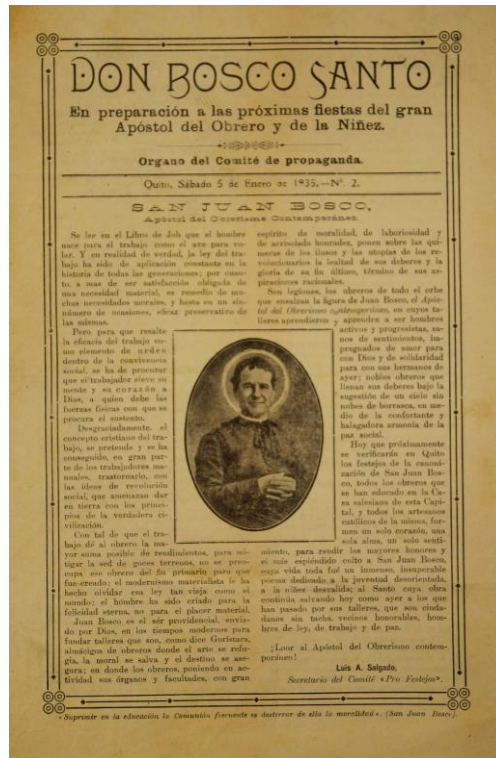 DON BOSCO SANTO
En preparación a las próximas fiestas del gran
Apóstol del Obrero y de la Niñez.
Organo del Comité de propaganda.
Quito, Sábado 5 de Enero de 1935.—Nº. 2.
SAN JUAN BOSCO,
Apóstol del Obrerismo Contemporáneo.
Se lee en el Libro de Job que el hombre
nace para el trabajo como el ave para vo-
lar. Y en realidad de verdad, la ley del tra-
bajo ha sido de aplicación constante en la
historia de todas las generaciones; por cuan-
to, a mas de ser satisfacción obligada de
una necesidad material, es remedio de mu-
chas necesidades morales, y hasta en un sin-
número de ocasiones, eficaz preservativo de
las mismas.
Pero para que resalte
la eficacia del trabajo co-
mo elemento de orden
dentro de la convivencia
social, se ha de procurar
que el trabajador eleve su
mente y su corazón a
Dios, a quien debe las
fuerzas físicas con que se
procura el sustento.
Desgraciadamente, el
concepto cristiano del tra-
bajo, se pretende y se ha
conseguido, en gran par-
te de los trabajadores ma-
nuales, trastornarlo, con
las ideas de revolución
social, que amenazan dar
en tierra con los princi-
pios de la verdadera ci-
vilización.
Con tal de que el tra-
bajo dé al obrero la ma-
yor suma posible de rendimientos, para mi-
tigar la sed de goces terrenos, no se preo-
cupa ese obrero del fin primario para que
fue creado: el modernismo materialista le ha
hecho olvidar esa ley tan vieja como el
mundo: el hombre ha sido criado para la
felicidad eterna, no para el placer material.
Juan Bosco es el sér providencial, envia-
do por Dios, en los tiempos modernos para
fundar talleres que son, como dice
almácigos de obreros donde el arte se refu-
gia, la moral se salva y el destino se ase-
gura; en donde los obreros, poniendo en ac-
tividad sus órganos y facultades, con gran
espíritu de moralidad, de laboriosidad y
de acrisolada honradez, ponen sobre las qui-
meras de los ilusos y las utopías de los re-
volucionarios la lealtad de sus deberes y la
gloria de su fin último, término de sus as-
piraciones racionales.
Son legiones, los obreros de todo el orbe
que ensalzan la figura de Juan Bosco, el Após-
tol del Obrerismo contemporáneo, en cuyos ta-
lleres aprendieron y aprenden a ser hombres
activos y progresistas, sa-
nos de sentimientos, im-
pregnados de amor para
con Dios y de solidaridad
para con sus hermanos de
ayer; nobles obreros que
llenan sus deberes bajo la
sugestión de un cielo sin
nubes de borrasca, en me-
dio de la confortante y
halagadora armonía de la
paz social.
Hoy que próximamente
se verificarán en Quito
los festejos de la canoni-
zación de San Juan Bos-
co, todos los obreros que
se han educado en la Ca-
sa salesiana de esta Capi-
tal, y todos los artesanos
católicos de la misma, for-
men un solo corazón, una
sola alma, un solo senti-
miento, para rendir los mayores honores y
el más espléndido culto a San Juan Bosco,
cuya vida toda fué un inmenso, insuperable
poema dedicado a la juventud desorientada,
a la niñez desvalida; al Santo cuya obra
continúa salvando hoy como ayer a los que
han pasado por sus talleres, que son ciuda-
danos sin tacha, vecinos honorables, hom-
bres de ley, de trabajo y de paz.
¡Loor al Apóstol del Obrerismo contem-
poráneo!
Luis A. Salgado,
Secretario del Comité «Pro Festejos».
«Suprimir en la educación la Comunión frecuente es desterrar de ella la moralidad». (San Juan Bosco).